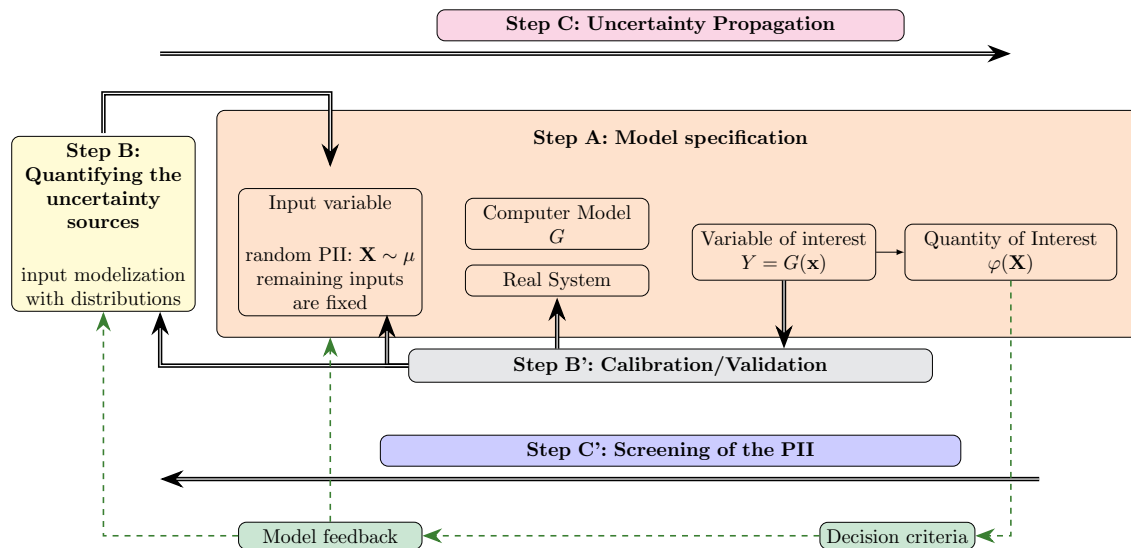 Step C: Uncertainty Propagation
Step A: Model specification
Step B:
Quantifying the
uncertainty
sources
input modelization
with distributions
Input variable
random PII: X ∼ μ
remaining inputs
are fixed
Computer Model
G
Real System
Variable of interest
Y = G(x)
Quantity of Interest
φ(X)
Step B': Calibration/Validation
Step C': Screening of the PII
Model feedback
Decision criteria